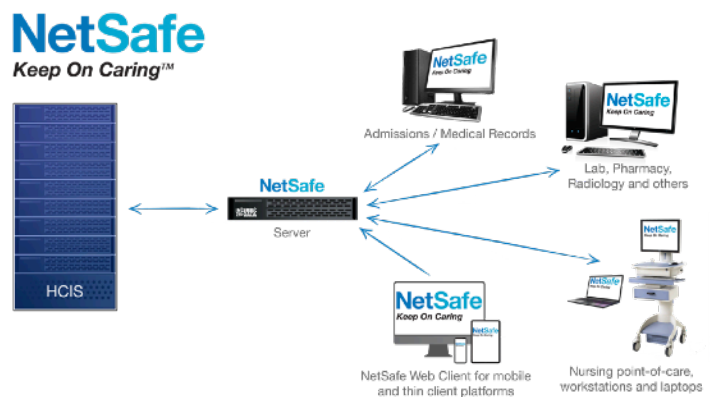 NetSafe
Keep On Caring™
NetSafe
Keep On Caring
Admissions / Medical Records
NetSafe
Keep On Caring
Lab, Pharmacy,
Radiology and others
NetSafe
Server
HCIS
NetSafe
Keep On Caring
NetSafe
NetSafe
Keep On Caring
NetSafe
NetSafe Web Client for mobile
and thin client platforms
Nursing point-of-care,
workstations and laptops